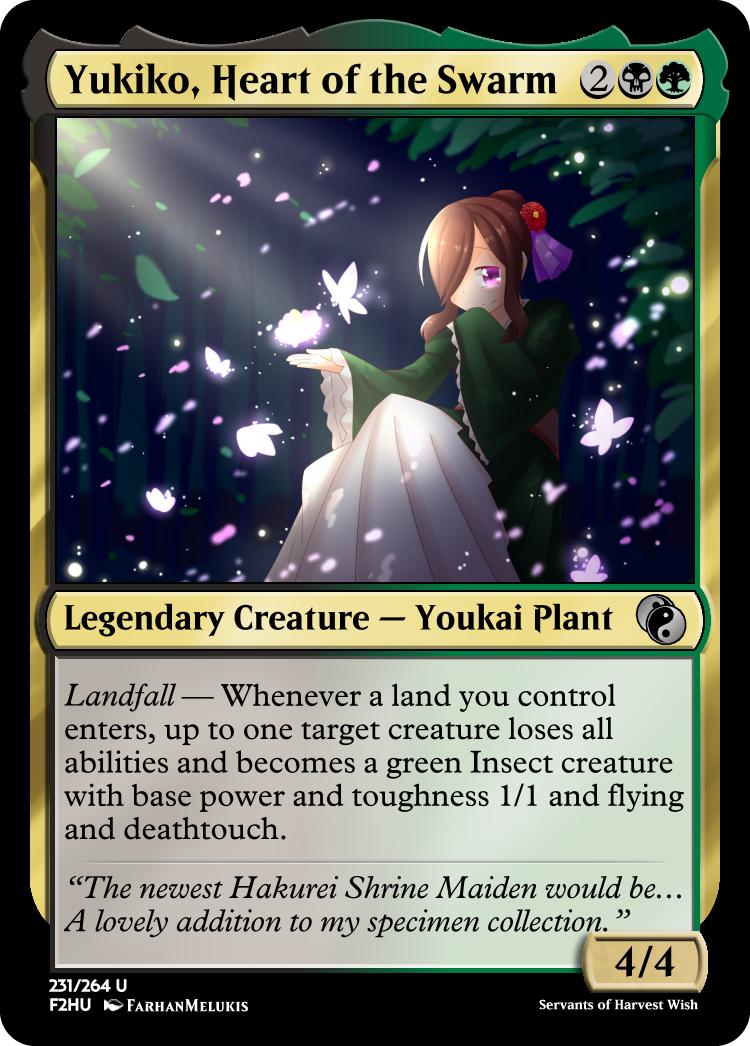 Yukiko, Heart of the Swarm 2
Legendary Creature — Youkai Plant
Landfall — Whenever a land you control
enters, up to one target creature loses all
abilities and becomes a green Insect creature
with base power and toughness 1/1 and flying
and deathtouch.
“The newest Hakurei Shrine Maiden would be…
A lovely addition to my specimen collection.”
4/4
231/264 U
F2HU FarhanMelukis
Servants of Harvest Wish